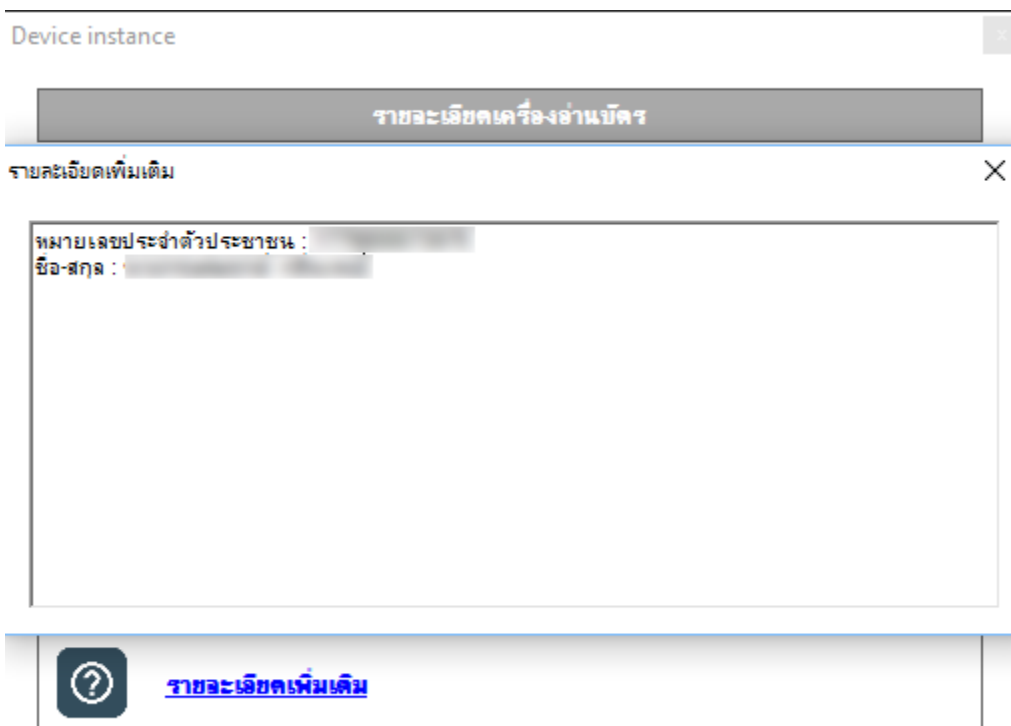 Device instance
x
รายละเอียดเครื่องอ่านบัตร
รายละเอียดเพิ่มเติม
หมายเลขประจำตัวประชาชน :
ชื่อ-สกุล :
รายละเอียดเพิ่มเติม